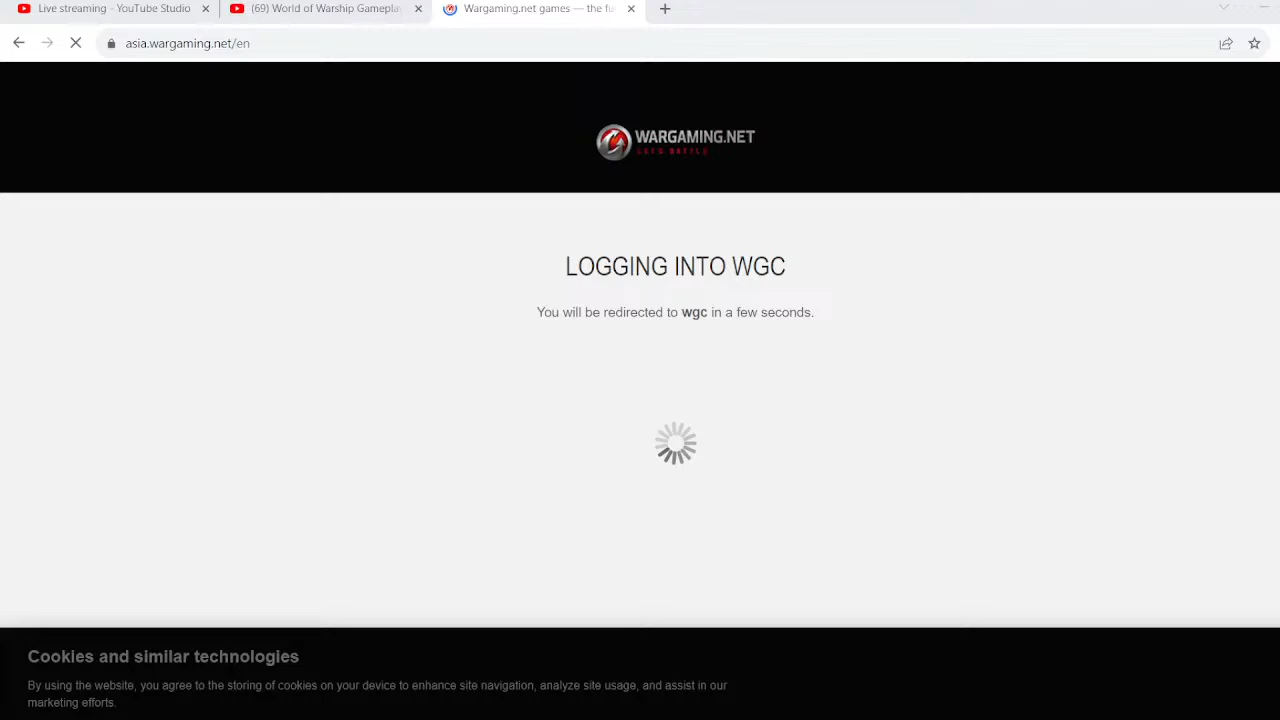 Live streaming - YouTube Studio
(69) World of Warship Gameplay
Wargaming.net games — the fu
asia.wargaming.net/en
WARGAMING.NET
LET'S BATTLE
LOGGING INTO WGC
You will be redirected to wgc in a few seconds.
Cookies and similar technologies
By using the website, you agree to the storing of cookies on your device to enhance site navigation, analyze site usage, and assist in our
marketing efforts.